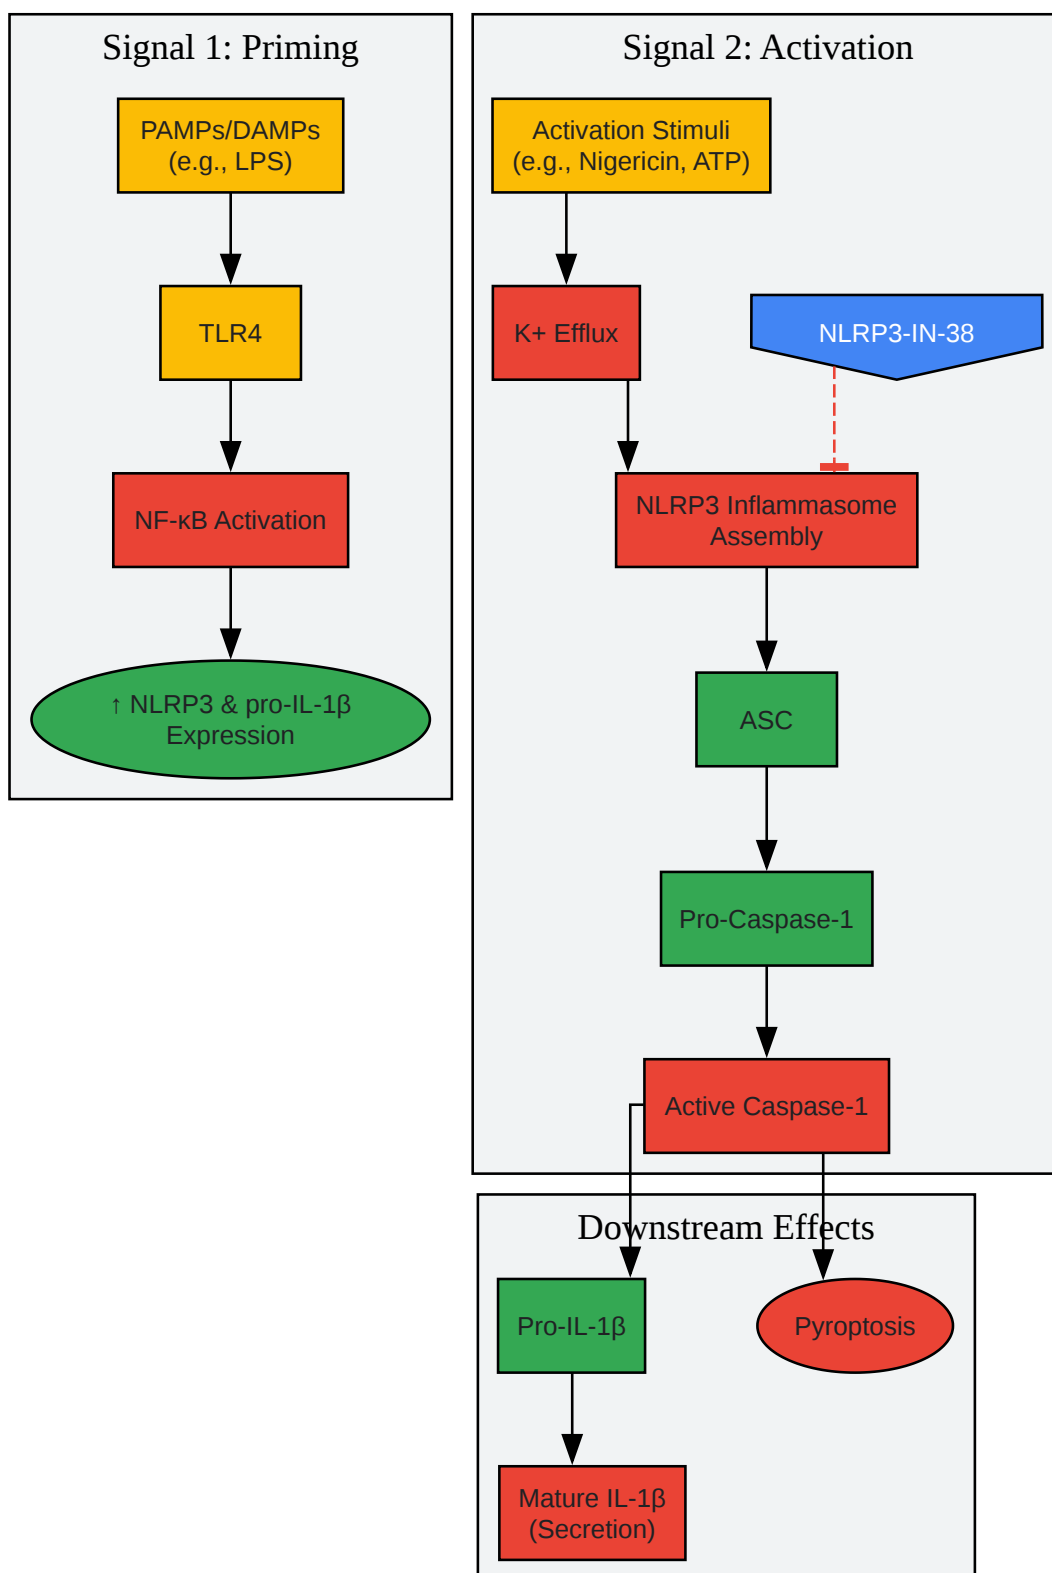 Signal 1: Priming
PAMPs/DAMPs
(e.g., LPS)
TLR4
NF-κB Activation
↑ NLRP3 & pro-IL-1β
Expression
Signal 2: Activation
Activation Stimuli
(e.g., Nigericin, ATP)
K+ Efflux
NLRP3-IN-38
NLRP3 Inflammasome
Assembly
ASC
Pro-Caspase-1
Active Caspase-1
Downstream Effects
Pro-IL-1β
Pyroptosis
Mature IL-1β
(Secretion)